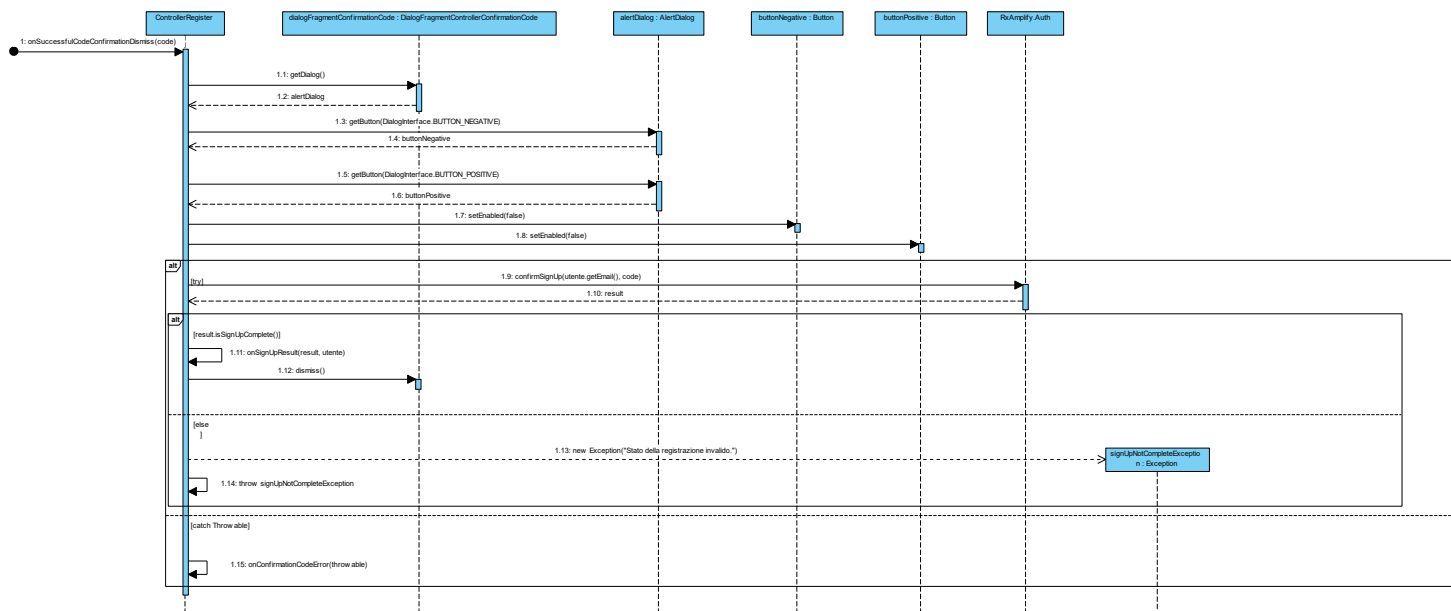 ControllerRegister
dialogFragmentConfirmationCode : DialogFragmentControllerConfirmationCode
alertDialog : AlertDialog
buttonNegative : Button
buttonPositive : Button
RxAmplify.Auth
1: onSuccessfulCodeConfirmationDismiss(code)
1.1: getDialog()
1.2: alertDialog
1.3: getButton(DialogInterface.BUTTON_NEGATIVE)
1.4: buttonNegative
1.5: getButton(DialogInterface.BUTTON_POSITIVE)
1.6: buttonPositive
1.7: setEnabled(false)
1.8: setEnabled(false)
alt
[try]
1.9: confirmSignUp(utente.getEmail(), code)
1.10: result
alt
[result.isSignUpComplete()]
1.11: onSignUpResult(result, utente)
1.12: dismiss()
[else
]
1.13: new Exception("Stato della registrazione invalido.")
signUpNotCompleteExceptio
n : Exception
1.14: throw signUpNotCompleteException
[catch Throwable]
1.15: onConfirmationCodeError(throwable)